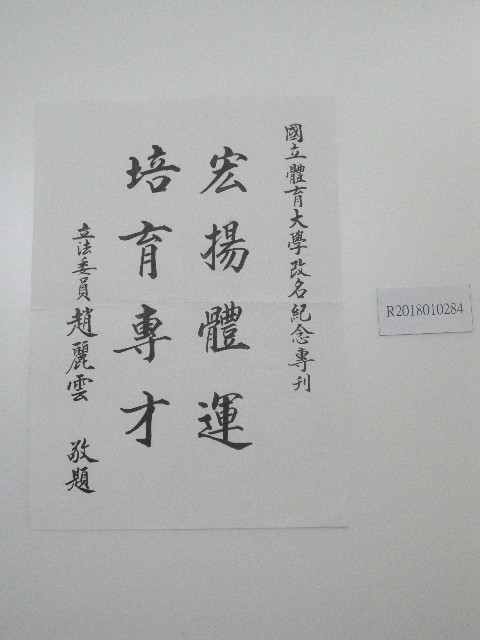 國立體育大學改名紀念專刊
宏揚體運
培育專才
立法委員趙麗雲 敬題
R2018010284